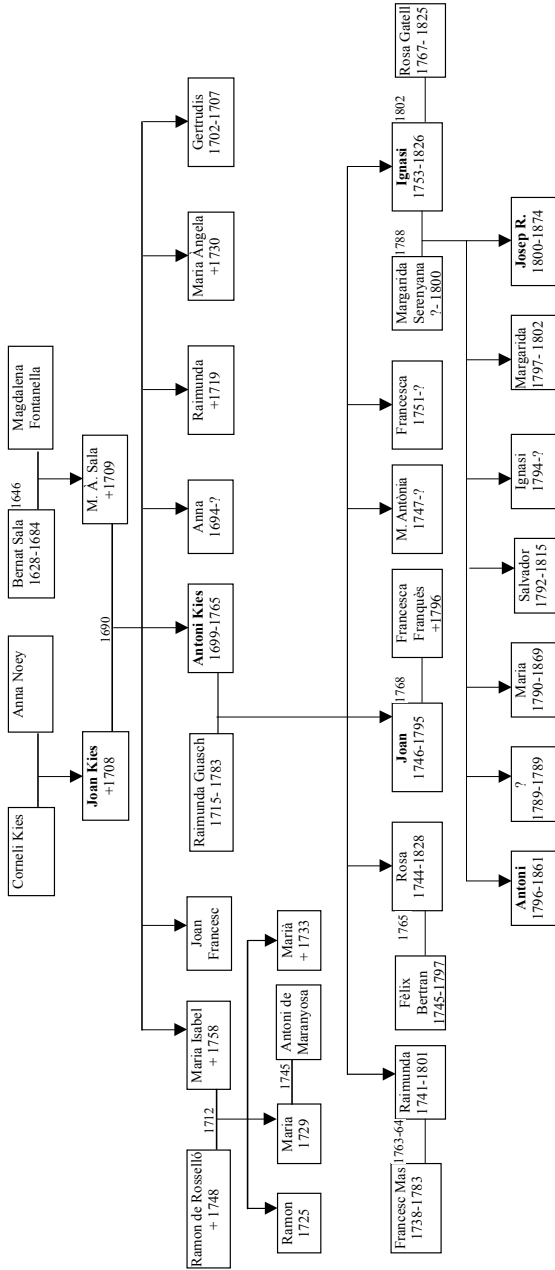 Corneli Kies
Anna Noey
Bernat Sala
1628-1684
1646
Magdalena
Fontanella
Joan Kies
+1708
1690
M. À. Sala
+1709
Ramon de Rosselló
+ 1748
1712
Maria Isabel
+ 1758
Joan
Francesc
Raimunda Guasch
1715- 1783
Antoni Kies
1699-1765
Anna
1694-?
Raimunda
+1719
Maria Àngela
+1730
Gertrudis
1702-1707
Ramon
1725
Maria
1729
1745
Antoni de
Maranyosa
Marià
+ 1733
Francesc Mas
1738-1783
1763-64
Raimunda
1741-1801
Fèlix
Bertran
1745-1797
1765
Rosa
1744-1828
Joan
1746-1795
1768
Francesca
Franquès
+1796
M. Antònia
1747-?
Francesca
1751-?
Margarida
Serenyana
?- 1800
1788
Ignasi
1753-1826
1802
Rosa Gatell
1767- 1825
Antoni
1796-1861
?
1789-1789
Maria
1790-1869
Salvador
1792-1815
Ignasi
1794-?
Margarida
1797- 1802
Josep R.
1800-1874